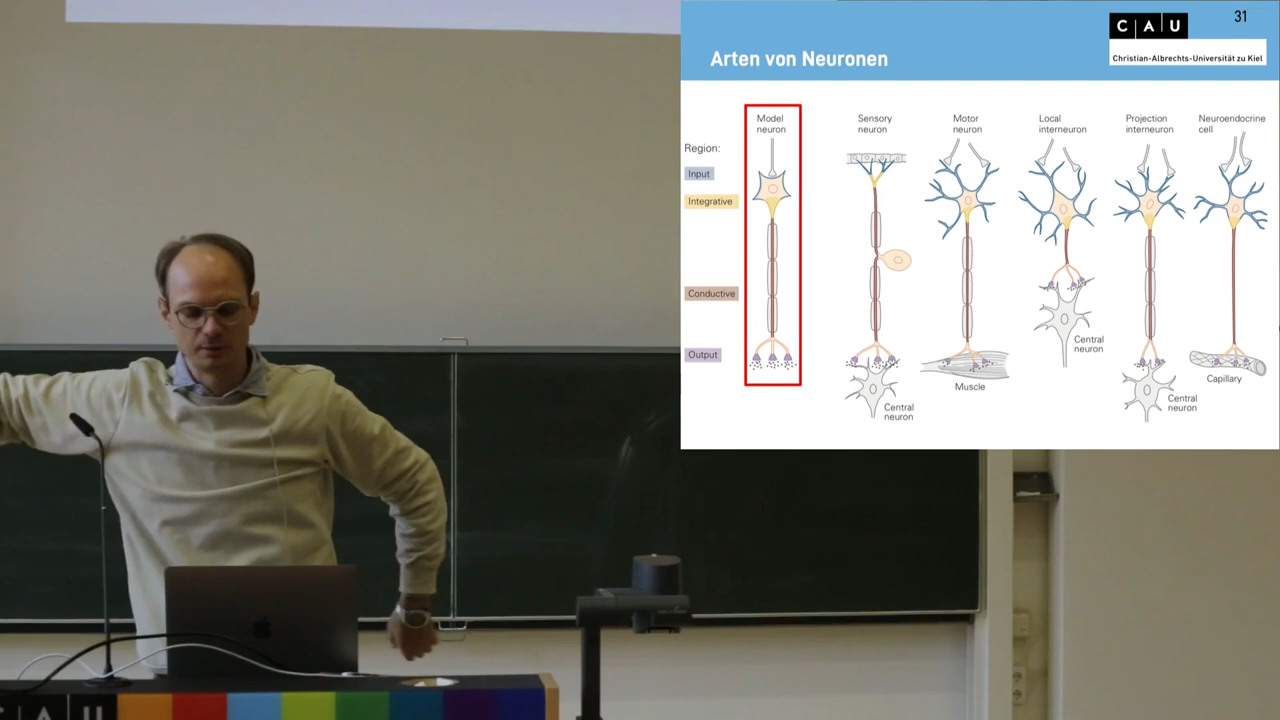 31
C A U
Christian-Albrechts-Universität zu Kiel
Arten von Neuronen
Model
neuron
Sensory
neuron
Motor
neuron
Local
interneuron
Projection
interneuron
Neuroendocrine
cell
Region:
Input
Integrative
Conductive
Output
Central
neuron
Muscle
Central
neuron
Capillary
Central
neuron
C A U